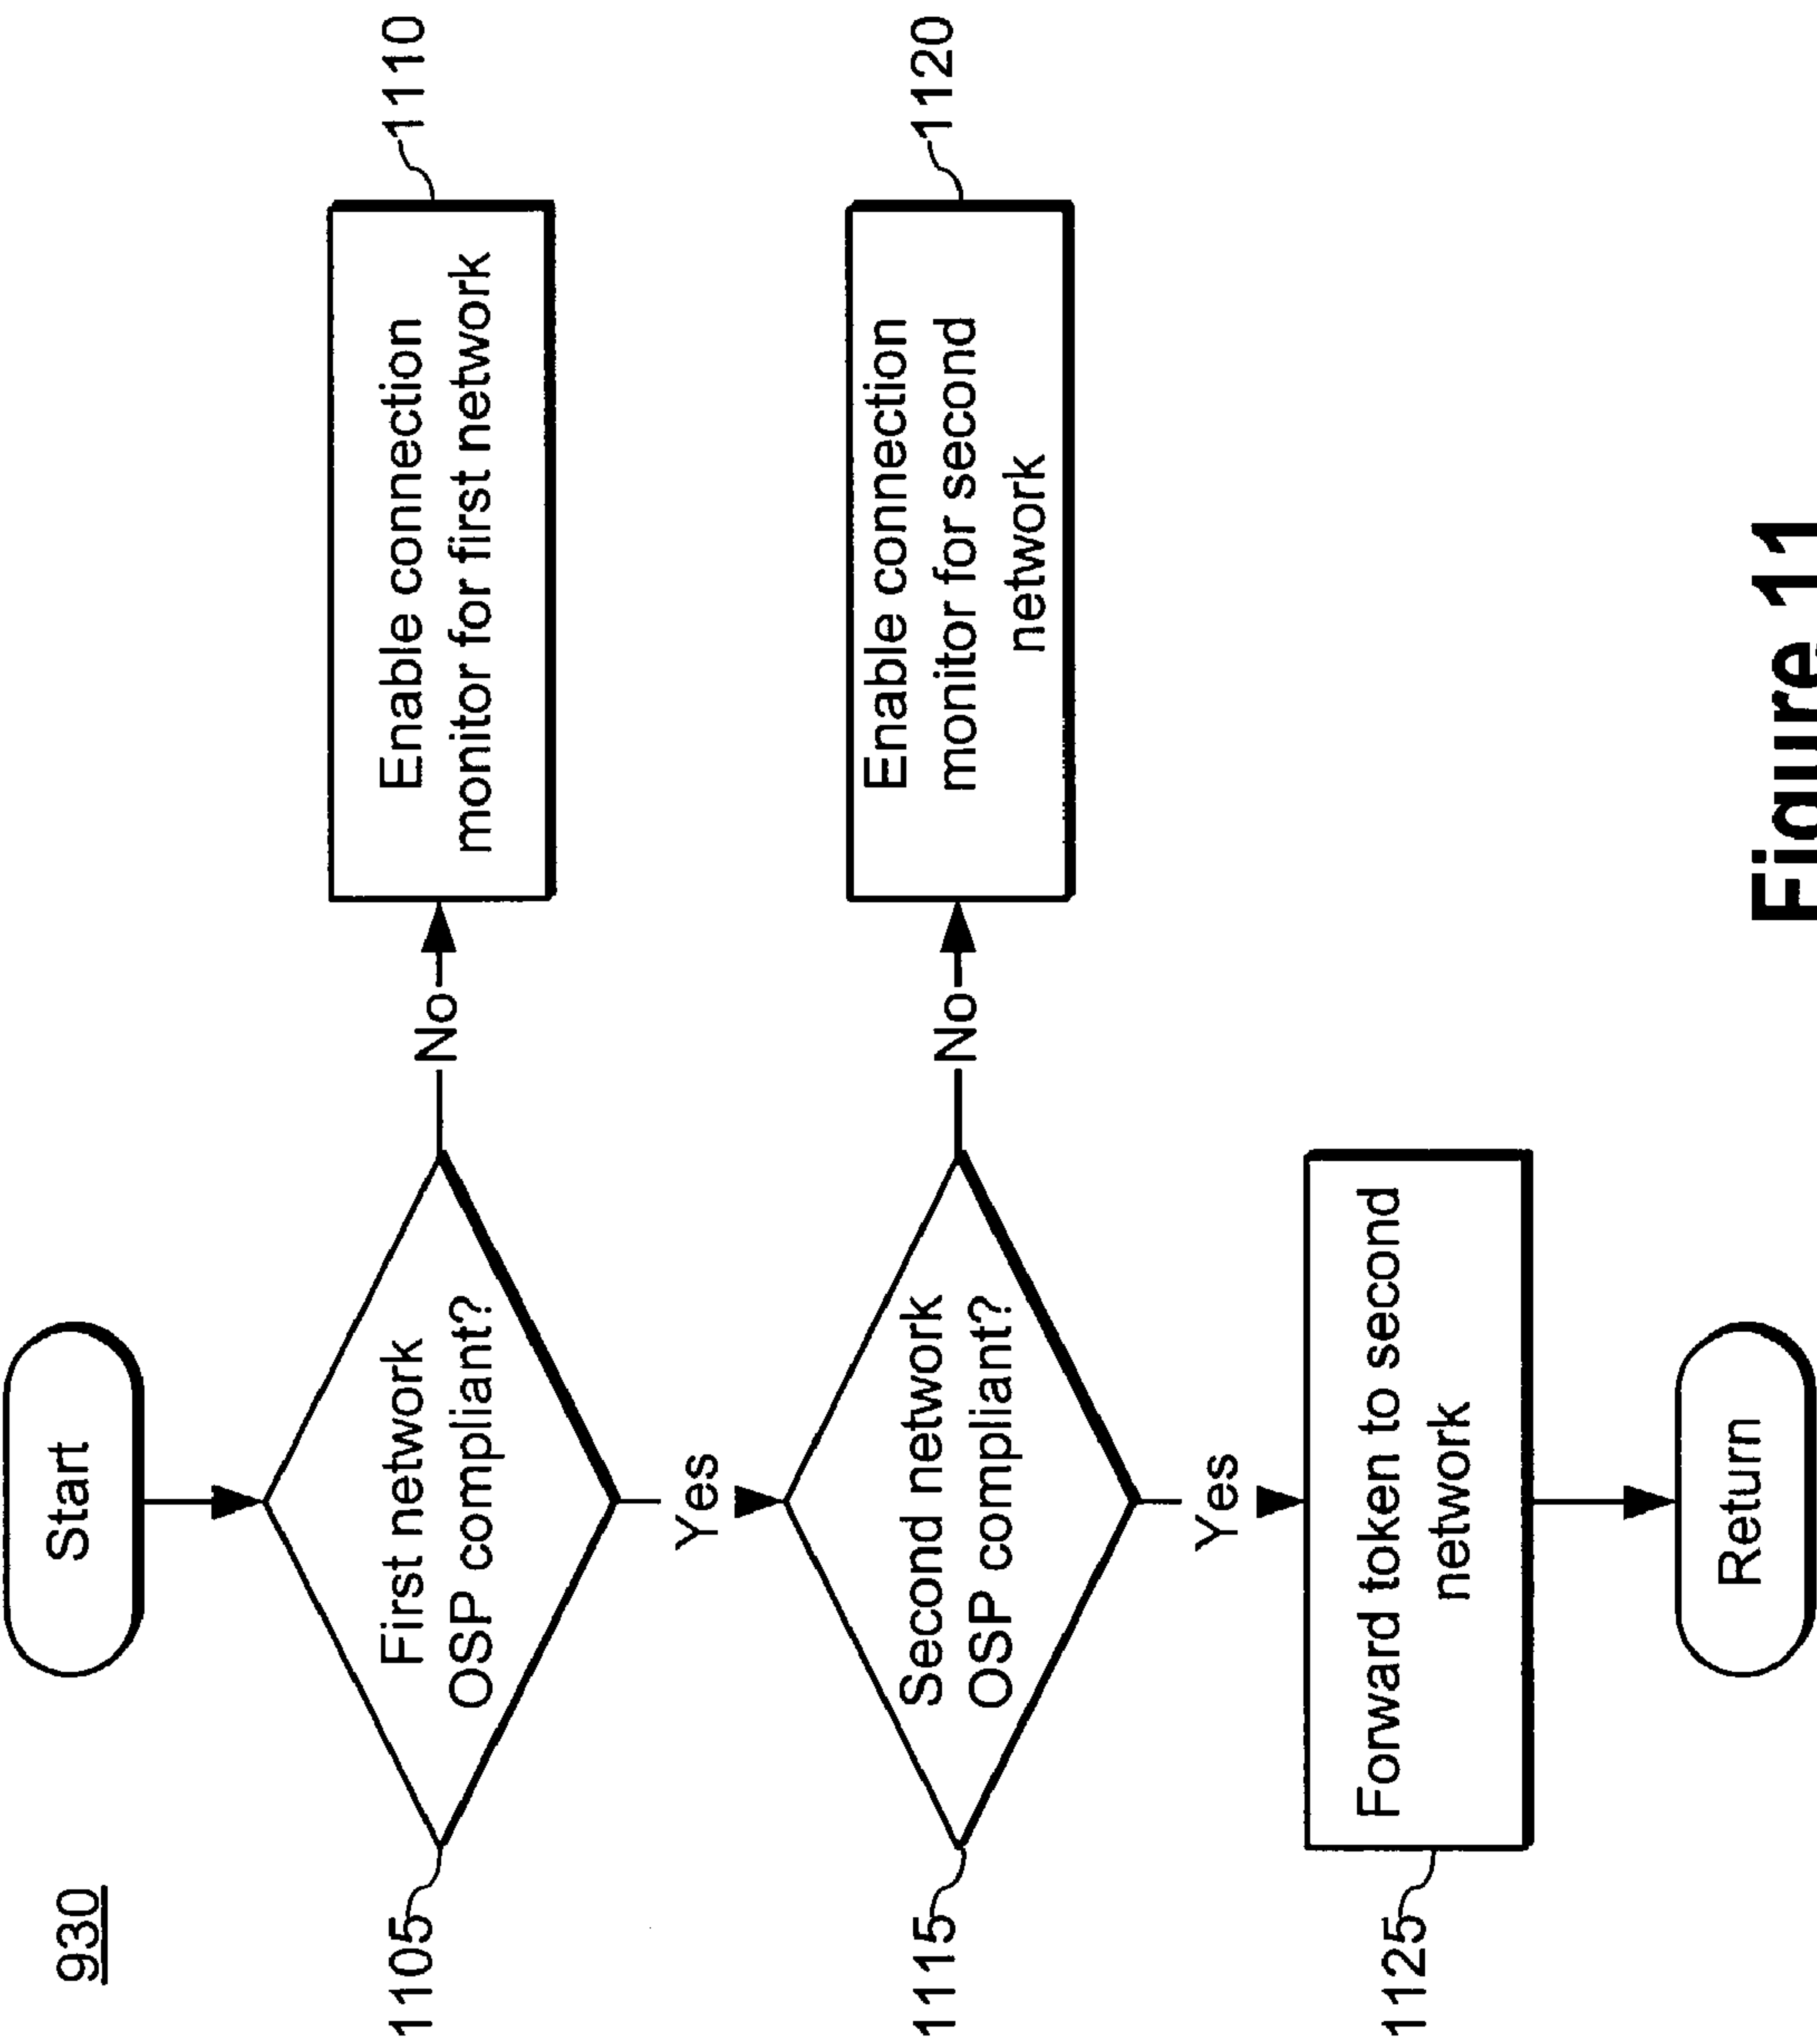 930
Start
1105
First network
OSP compliant?
No
Enable connection
monitor for first network
1110
Yes
1115
Second network
OSP compliant?
No
Enable connection
monitor for second
network
1120
Yes
1125
Forward token to second
network
Return
Figure 11